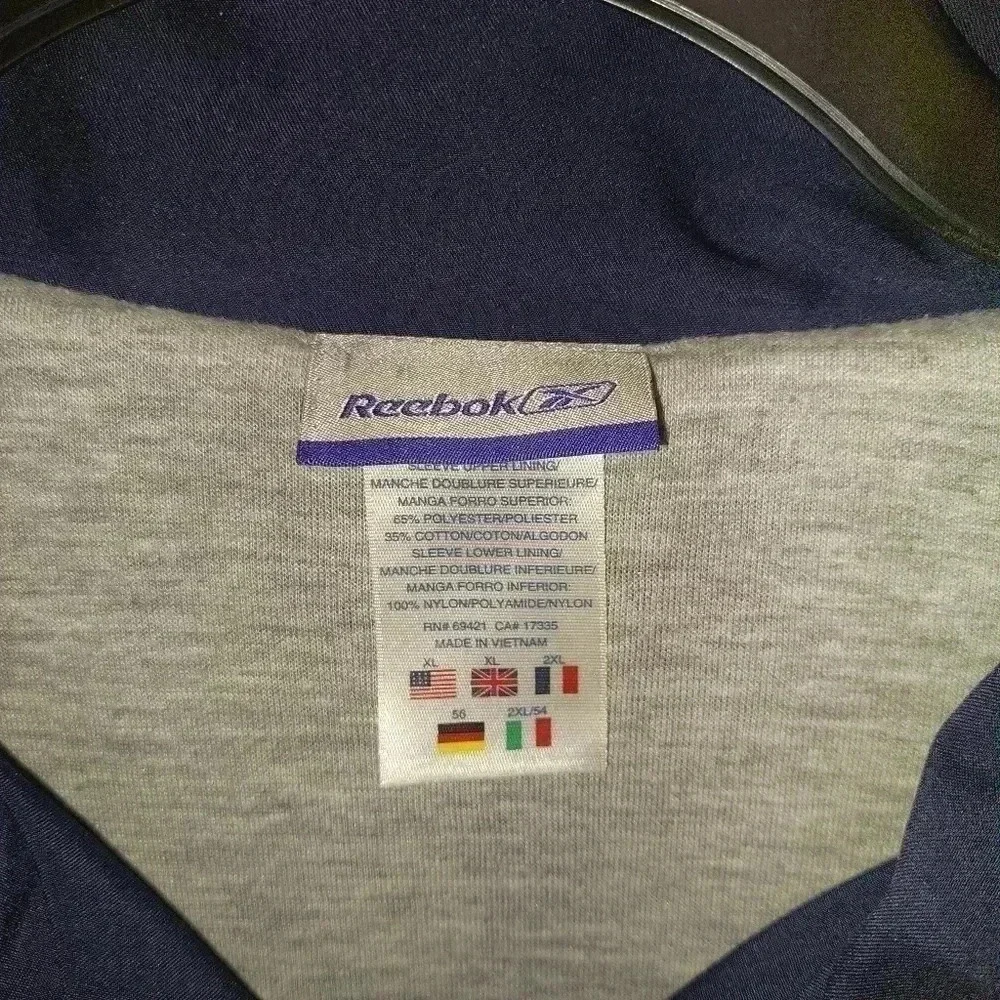 Reebok
SLEEVE UPPER LINING/
MANCHE DOUBLURE SUPERIEURE/
MANGA FORRO SUPERIOR:
65% POLYESTER/POLIESTER
35% COTTON/COTON/ALGODON
SLEEVE LOWER LINING/
MANCHE DOUBLURE INFERIEURE/
MANGA FORRO INFERIOR:
100% NYLON/POLYAMIDE/NYLON
RN# 69421 CA# 17335
MADE IN VIETNAM
XL XL 2XL
56 2XL/54